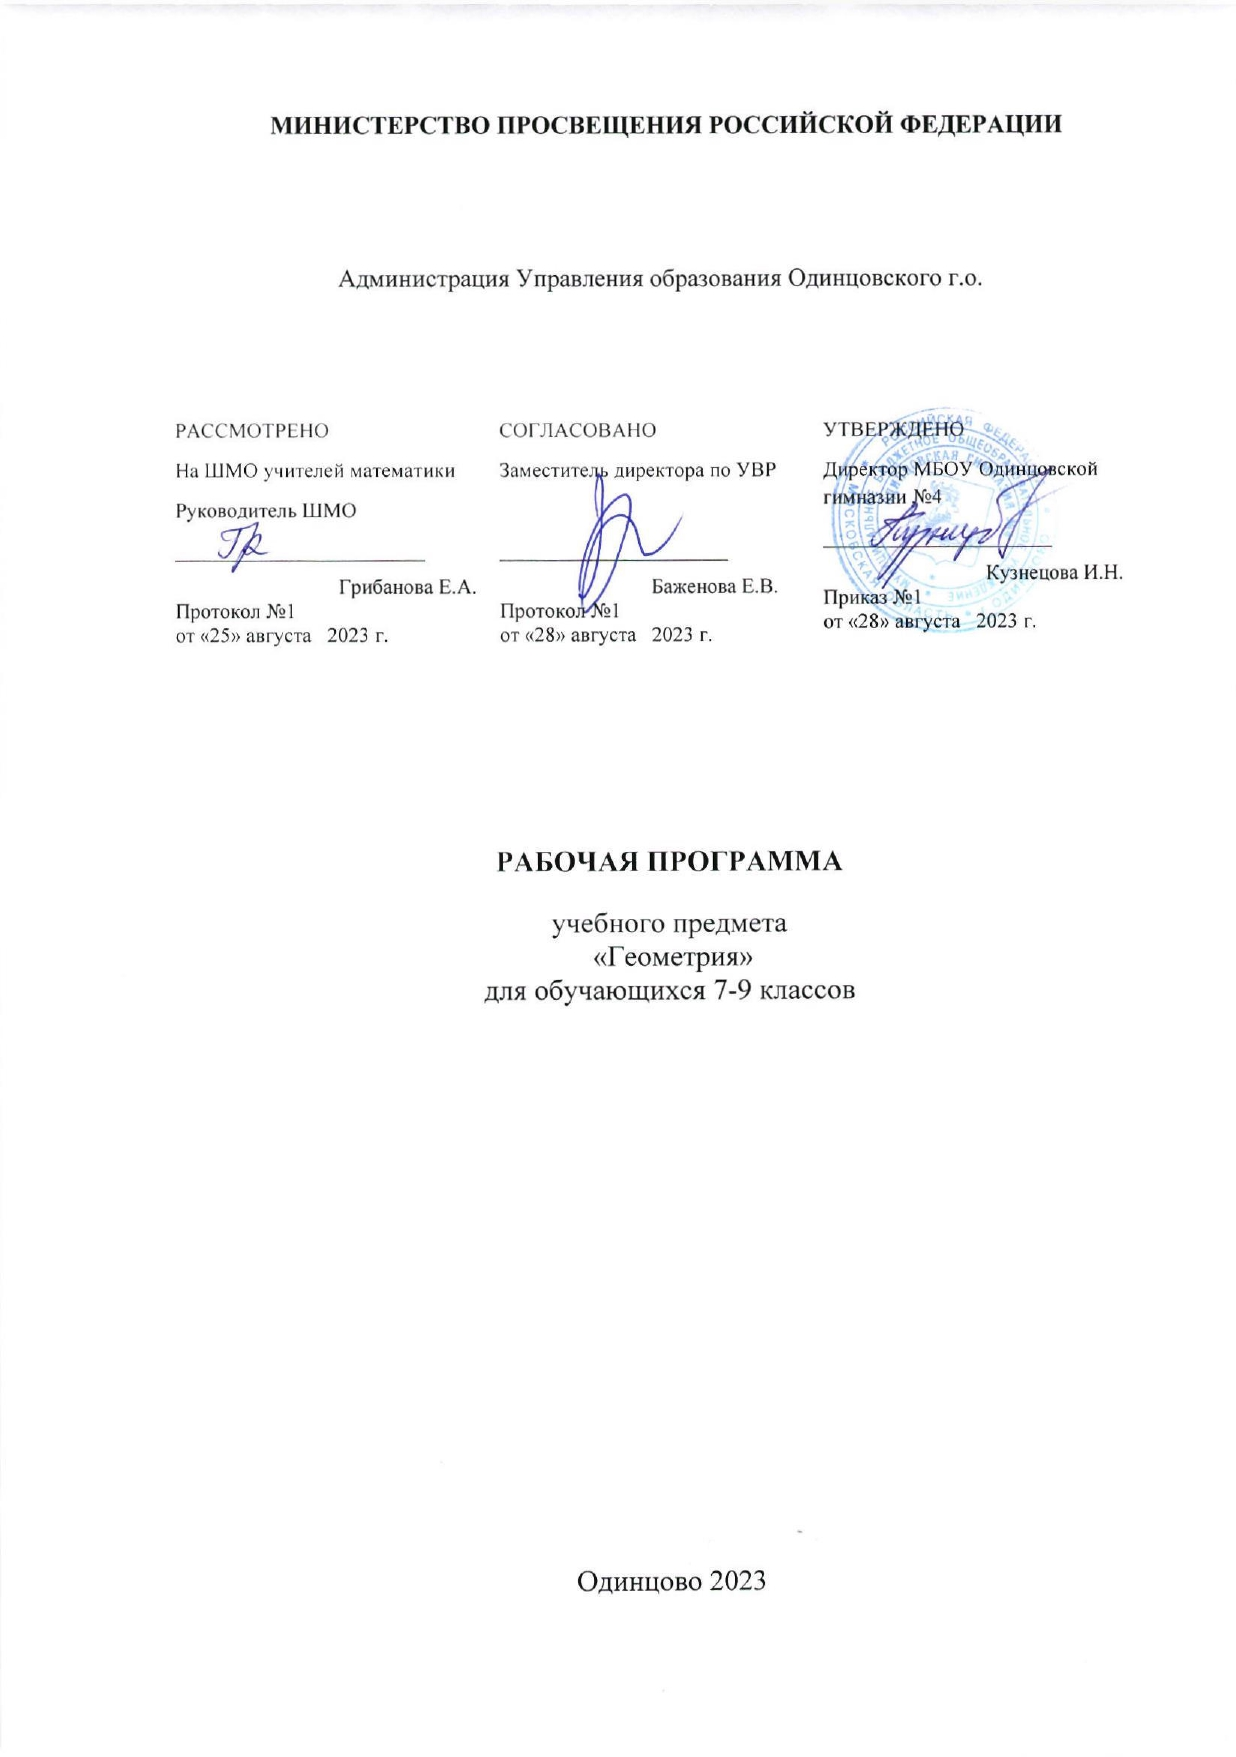 МИНИСТЕРСТВО ПРОСВЕЩЕНИЯ РОССИЙСКОЙ ФЕДЕРАЦИИ
Администрация Управления образования Одинцовского г.о.
РАССМОТРЕНО
На ШМО учителей математики
Руководитель ШМО
Грибанова Е.А.
Протокол №1
от «25» августа 2023 г.
СОГЛАСОВАНО
Заместитель директора по УВР
Баженова Е.В.
Протокол №1
от «28» августа 2023 г.
УТВЕРЖДЕНО
Директор МБОУ Одинцовской
гимназии №4
Кузнецова И.Н.
Приказ №1
от «28» августа 2023 г.
РАБОЧАЯ ПРОГРАММА
учебного предмета
«Геометрия»
для обучающихся 7-9 классов
Одинцово 2023